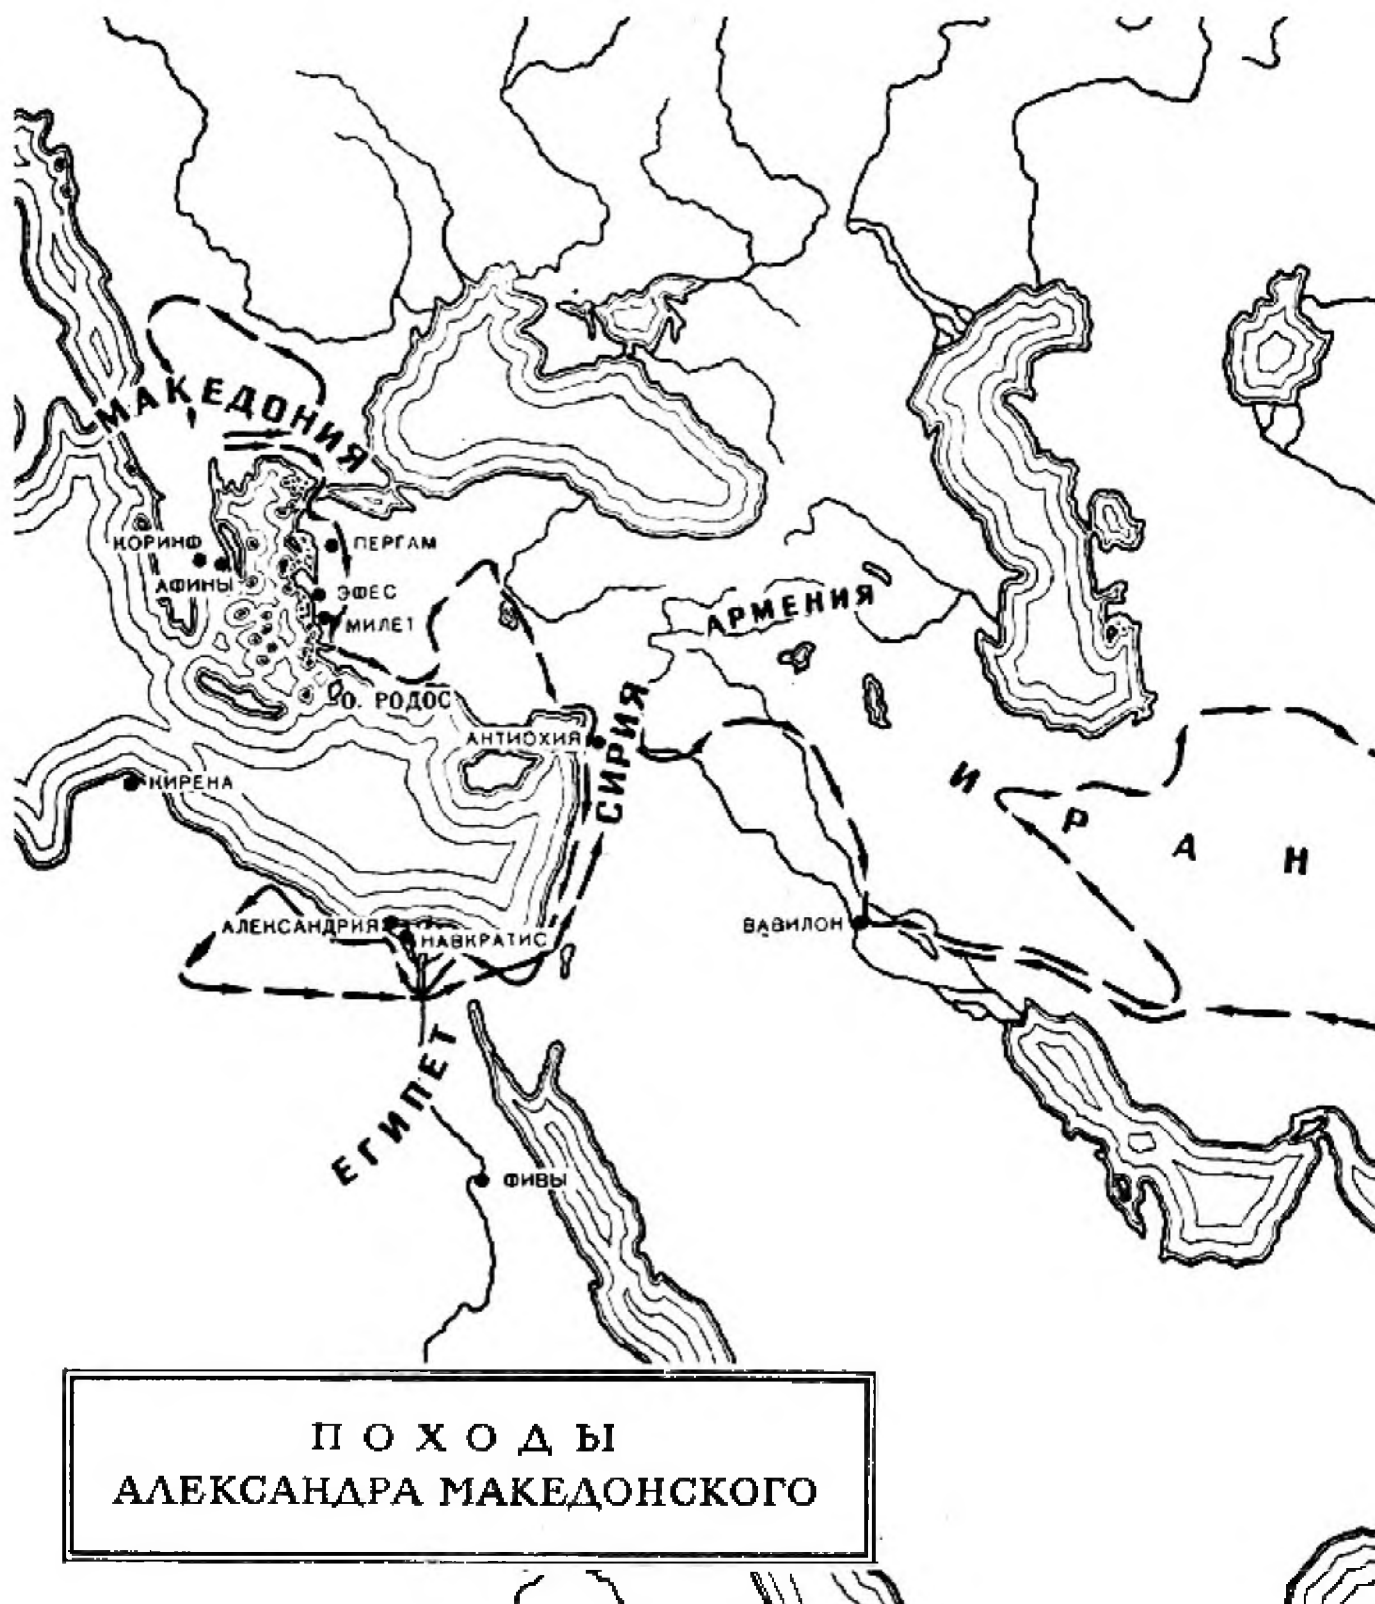 МАКЕДОНИЯ
КОРИНФ
ПЕРГАМ
АФИНЫ
ЭФЕС
МИЛЕТ
АРМЕНИЯ
О. РОДОС
АНТИОХИЯ
СИРИЯ
КИРЕНА
ИРАН
АЛЕКСАНДРИЯ
НАВКРАТИС
ВАВИЛОН
ЕГИПЕТ
ФИВЫ
ПОХОДЫ
АЛЕКСАНДРА МАКЕДОНСКОГО